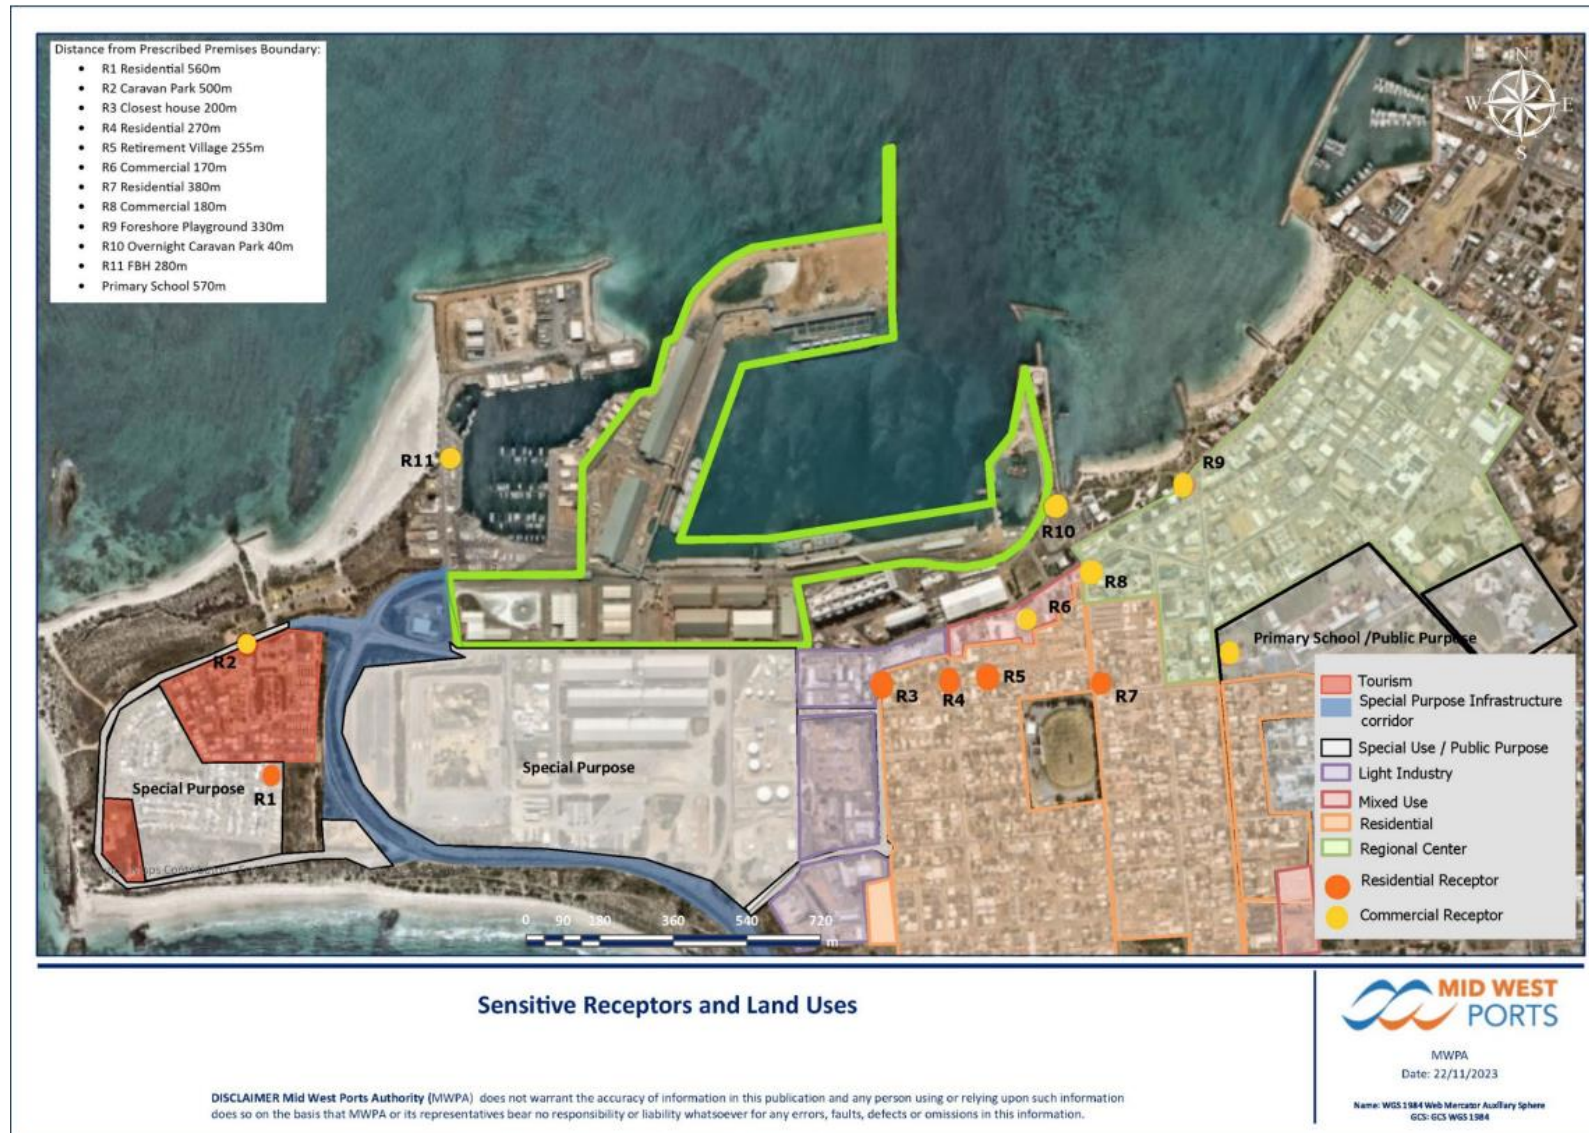 Distance from Prescribed Premises Boundary:
• R1 Residential 560m
• R2 Caravan Park 500m
• R3 Closest house 200m
• R4 Residential 270m
• R5 Retirement Village 255m
• R6 Commercial 170m
• R7 Residential 380m
• R8 Commercial 180m
• R9 Foreshore Playground 330m
• R10 Overnight Caravan Park 40m
• R11 FBH 280m
• Primary School 570m
N
W E
S
R11
R9
R10
R8
R6
R2
R3
R4
R5
R7
Primary School /Public Purpose
Special Purpose
R1
Special Purpose
Tourism
Special Purpose Infrastructure
corridor
Special Use / Public Purpose
Light Industry
Mixed Use
Residential
Regional Center
Residential Receptor
Commercial Receptor
0 90 180 360 540 720
m
Sensitive Receptors and Land Uses
MID WEST
PORTS
MWPA
Date: 22/11/2023
Name: WGS 1984 Web Mercator Auxiliary Sphere
GCS: GCS WGS 1984
DISCLAIMER Mid West Ports Authority (MWPA) does not warrant the accuracy of information in this publication and any person using or relying upon such information
does so on the basis that MWPA or its representatives bear no responsibility or liability whatsoever for any errors, faults, defects or omissions in this information.